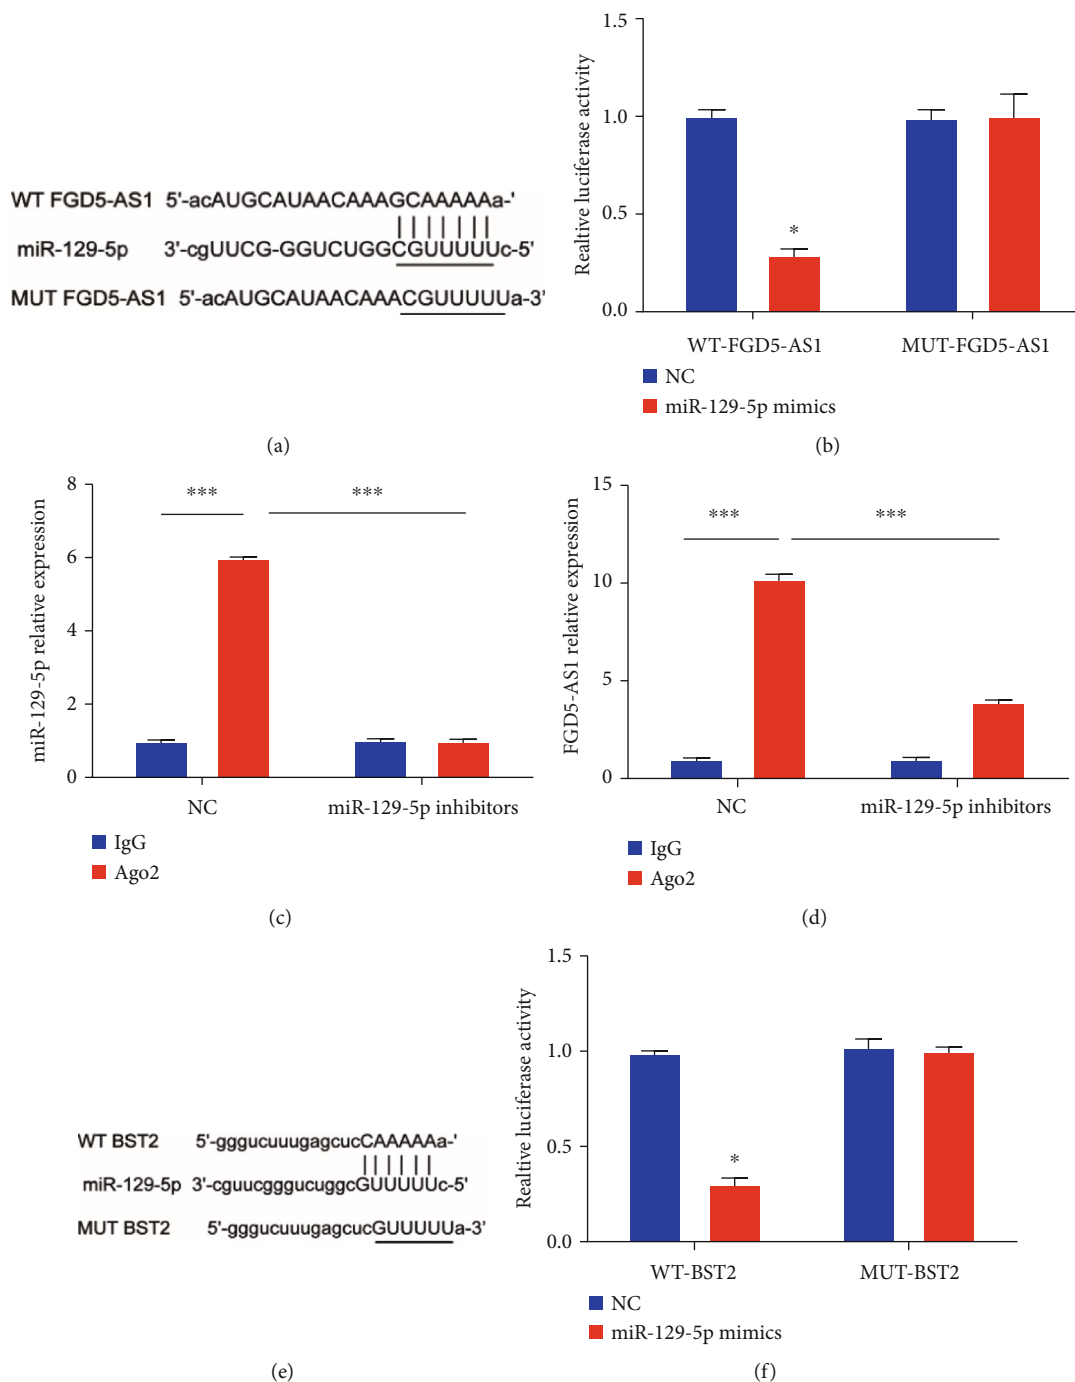 WT FGD5-AS1 5'-acAUGCAUAACAAAGCAAAAAa-'
miR-129-5p 3'-cgUUCG-GGUCUGGCGUUUUUc-5'
MUT FGD5-AS1 5'-acAUGCAUAACAAACGUUUUUa-3'
(a)
Realtive luciferase activity
1.5
1.0
0.5
0.0
*
WT-FGD5-AS1 MUT-FGD5-AS1
NC
miR-129-5p mimics
(b)
miR-129-5p relative expression
8
6
4
2
0
*** ***
NC miR-129-5p inhibitors
IgG
Ago2
(c)
FGD5-AS1 relative expression
15
10
5
0
*** ***
NC miR-129-5p inhibitors
IgG
Ago2
(d)
WT BST2 5'-gggucuuugagcucCAAAAAa-'
miR-129-5p 3'-cguucgggucuggcGUUUUUc-5'
MUT BST2 5'-gggucuuugagcucGUUUUUa-3'
(e)
Realtive luciferase activity
1.5
1.0
0.5
0.0
*
WT-BST2 MUT-BST2
NC
miR-129-5p mimics
(f)